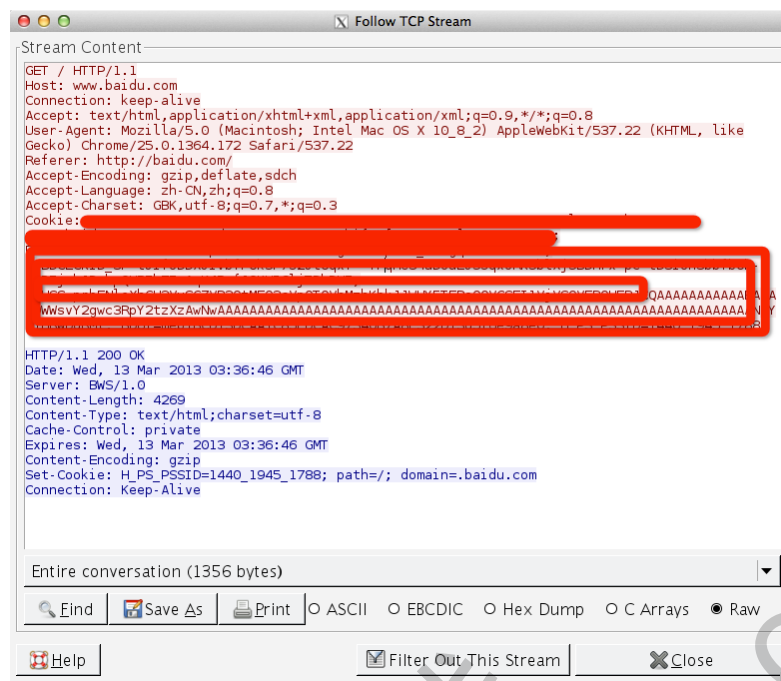 Follow TCP Stream
Stream Content
GET / HTTP/1.1
Host: www.baidu.com
Connection: keep-alive
Accept: text/html,application/xhtml+xml,application/xml;q=0.9,*/*;q=0.8
User-Agent: Mozilla/5.0 (Macintosh; Intel Mac OS X 10_8_2) AppleWebKit/537.22 (KHTML, like
Gecko) Chrome/25.0.1364.172 Safari/537.22
Referer: http://baidu.com/
Accept-Encoding: gzip,deflate,sdch
Accept-Language: zh-CN,zh;q=0.8
Accept-Charset: GBK,utf-8;q=0.7,*;q=0.3
Cookie:
HTTP/1.1 200 OK
Date: Wed, 13 Mar 2013 03:36:46 GMT
Server: BWS/1.0
Content-Length: 4269
Content-Type: text/html;charset=utf-8
Cache-Control: private
Expires: Wed, 13 Mar 2013 03:36:46 GMT
Content-Encoding: gzip
Set-Cookie: H_PS_PSSID=1440_1945_1788; path=/; domain=.baidu.com
Connection: Keep-Alive
Entire conversation (1356 bytes)
Find Save As Print ASCII EBCDIC Hex Dump C Arrays Raw
Help Filter Out This Stream Close